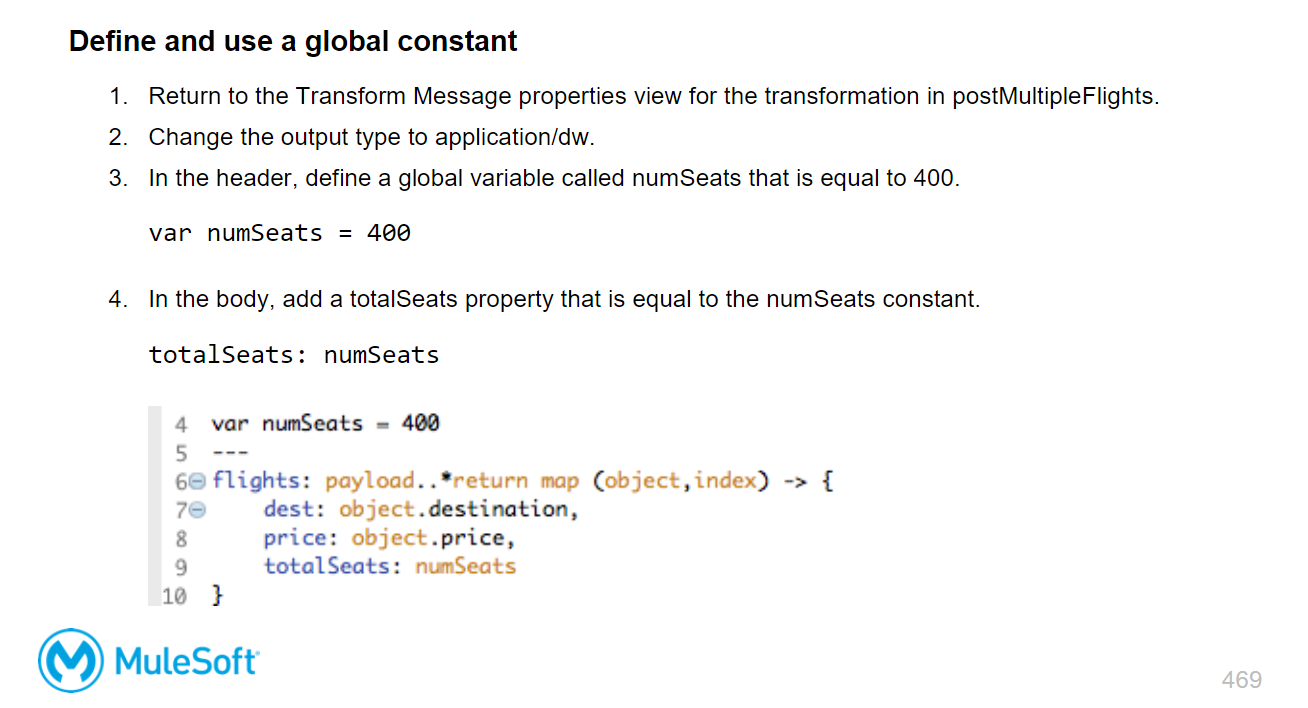 Define and use a global constant
1. Return to the Transform Message properties view for the transformation in postMultipleFlights.
2. Change the output type to application/dw.
3. In the header, define a global variable called numSeats that is equal to 400.
var numSeats = 400
4. In the body, add a totalSeats property that is equal to the numSeats constant.
totalSeats: numSeats
4 var numSeats = 400
5 ---
6 flights: payload..*return map (object,index) -> {
7 dest: object.destination,
8 price: object.price,
9 totalSeats: numSeats
10 }
MuleSoft
469